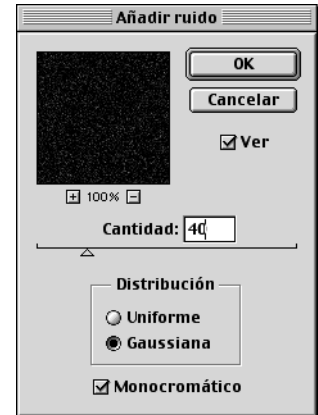 Añadir ruido
OK
Cancelar
Ver
100%
Cantidad: 40
Distribución
Uniforme
Gaussiana
Monocromático